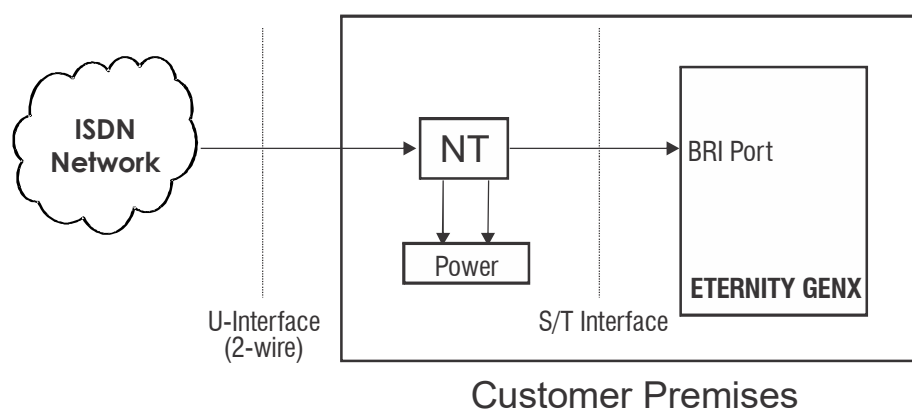 ISDN
Network
NT
BRI Port
Power
ETERNITY GENX
U-Interface
(2-wire)
S/T Interface
Customer Premises